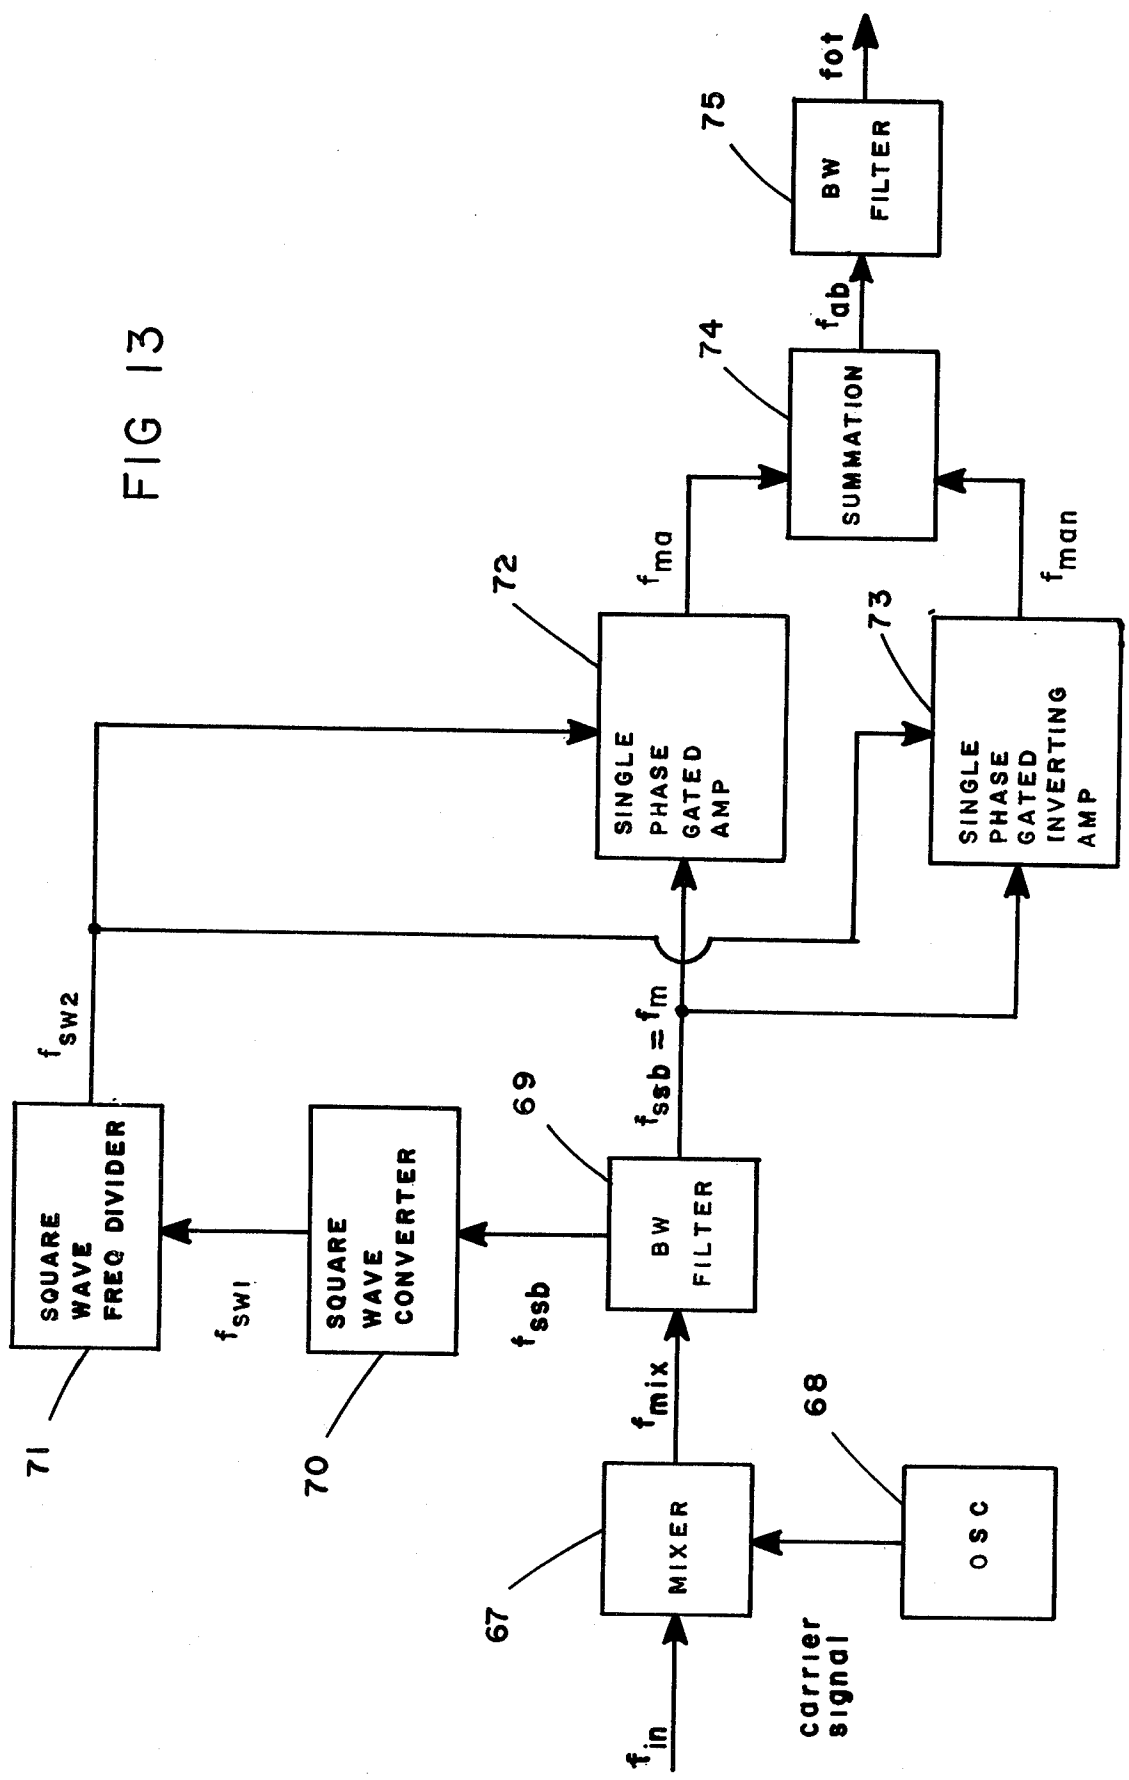 FIG 13
71
SQUARE
WAVE
FREQ DIVIDER
fsw2
fsw1
70
SQUARE
WAVE
CONVERTER
fssb
fin
67
MIXER
fmix
69
BW
FILTER
fssb = fm
72
SINGLE
PHASE
GATED
AMP
fma
carrier
signal
68
OSC
73
SINGLE
PHASE
GATED
INVERTING
AMP
fman
74
SUMMATION
fab
75
BW
FILTER
fot